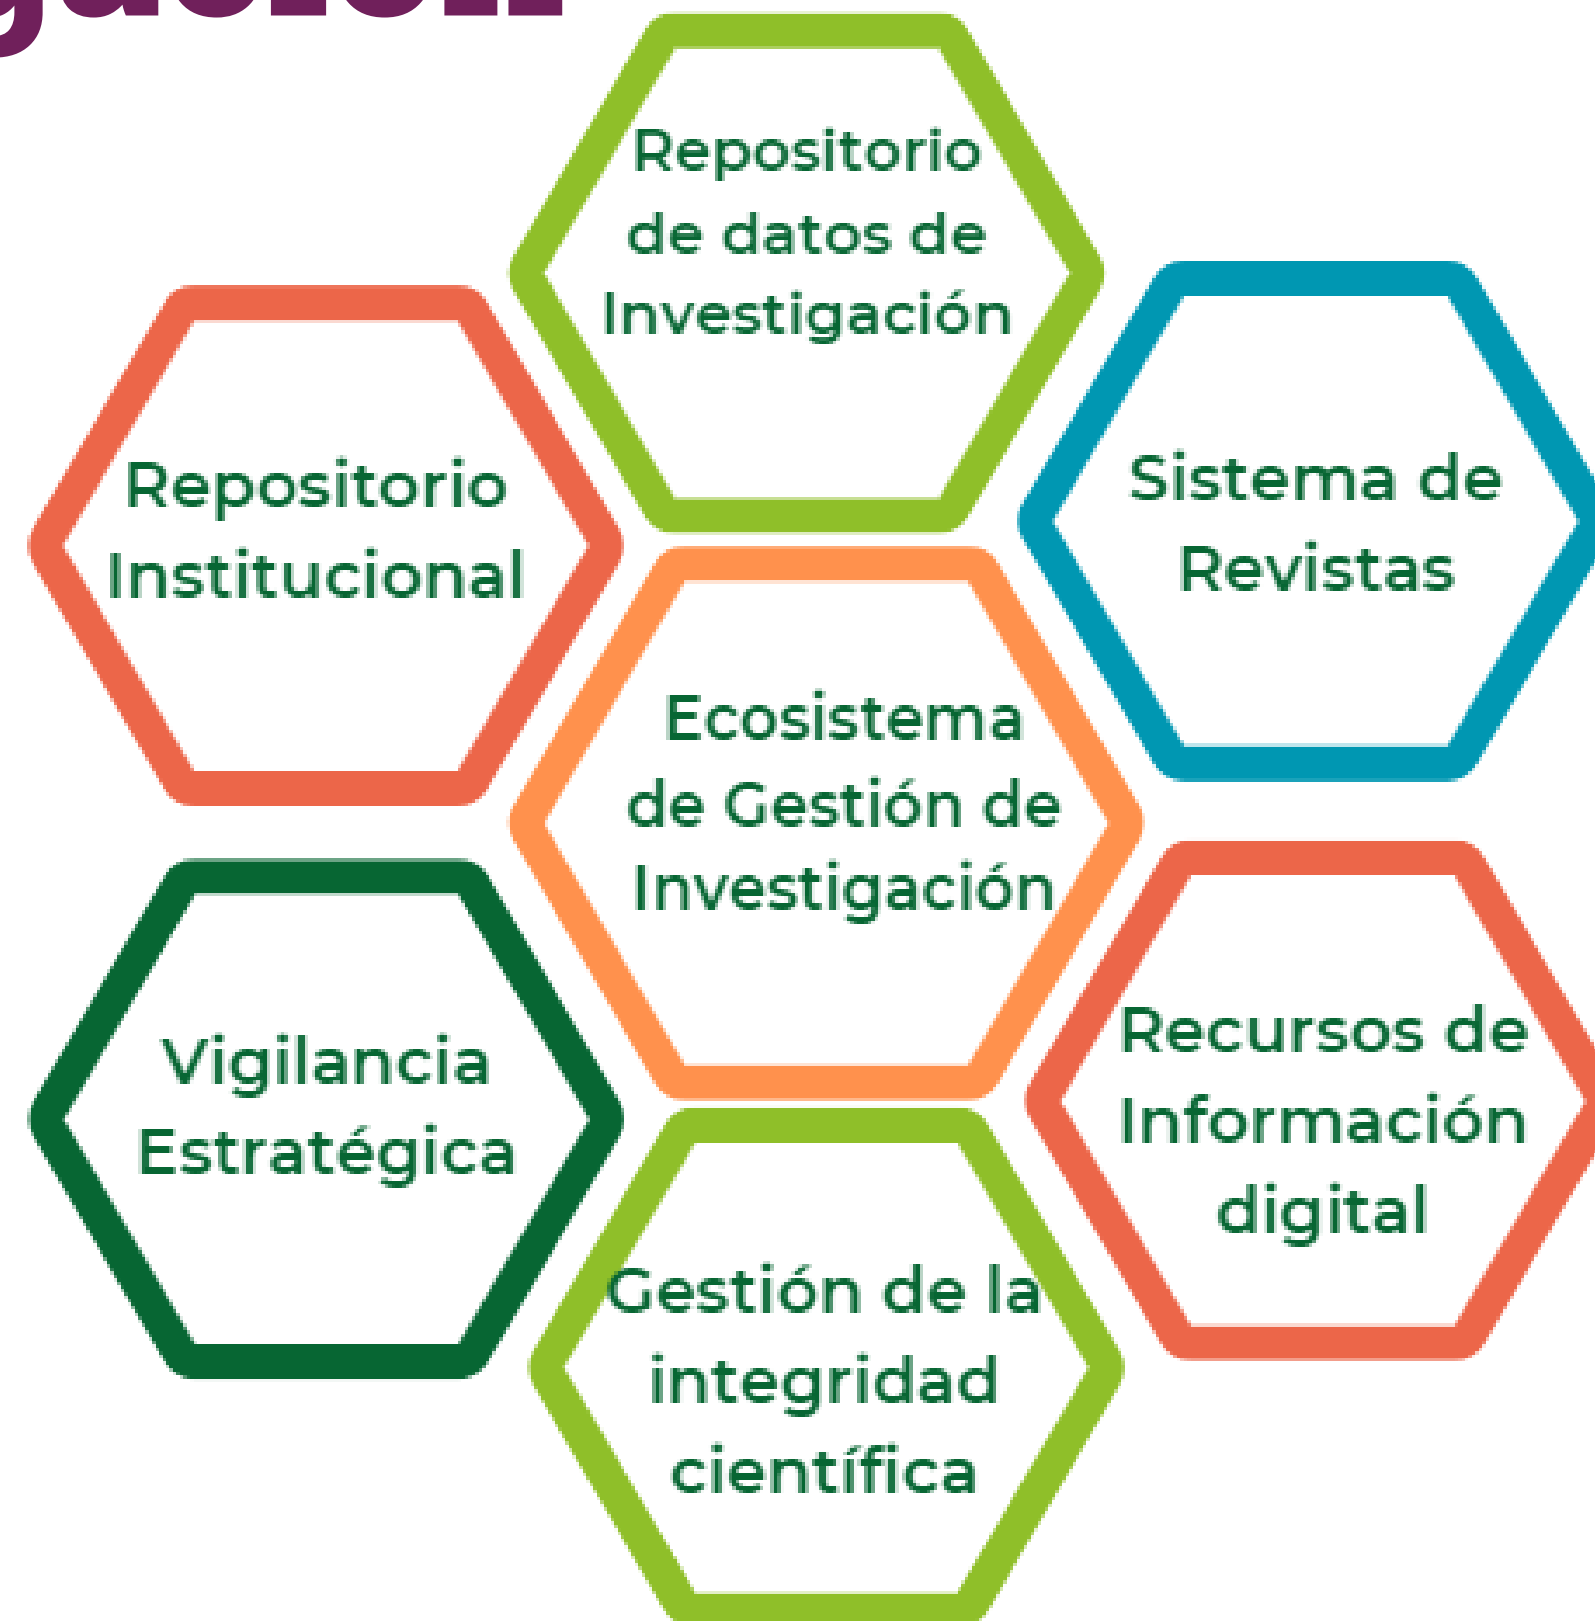 Repositorio
de datos de
Investigación
Repositorio
Institucional
Sistema de
Revistas
Ecosistema
de Gestión de
Investigación
Vigilancia
Estratégica
Recursos de
Información
digital
Gestión de la
integridad
científica